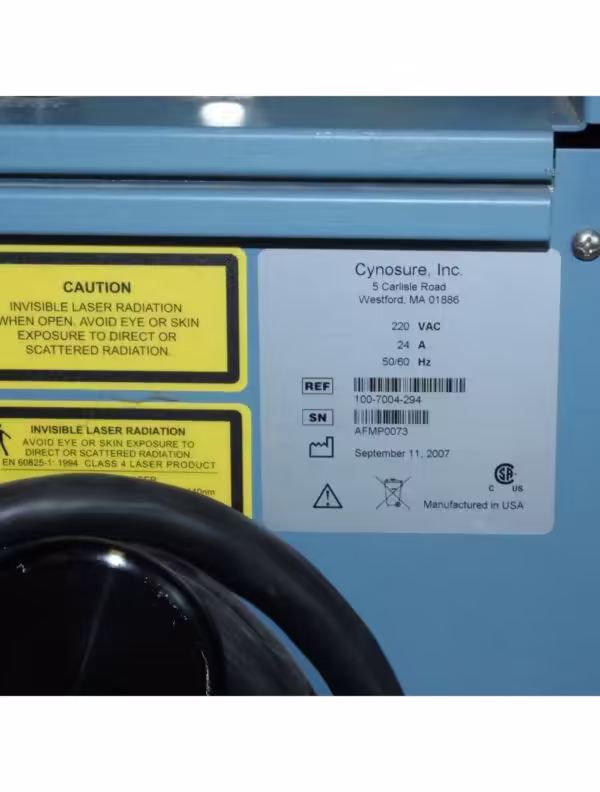 CAUTION
INVISIBLE LASER RADIATION
WHEN OPEN. AVOID EYE OR SKIN
EXPOSURE TO DIRECT OR
SCATTERED RADIATION.
INVISIBLE LASER RADIATION
AVOID EYE OR SKIN EXPOSURE TO
DIRECT OR SCATTERED RADIATION.
EN 60825-1: 1994 CLASS 4 LASER PRODUCT
Cynosure, Inc.
5 Carlisle Road
Westford, MA 01886
220 VAC
24 A
50/60 Hz
REF
100-7004-294
SN
AFMP0073
September 11, 2007
SA
C US
Manufactured in USA